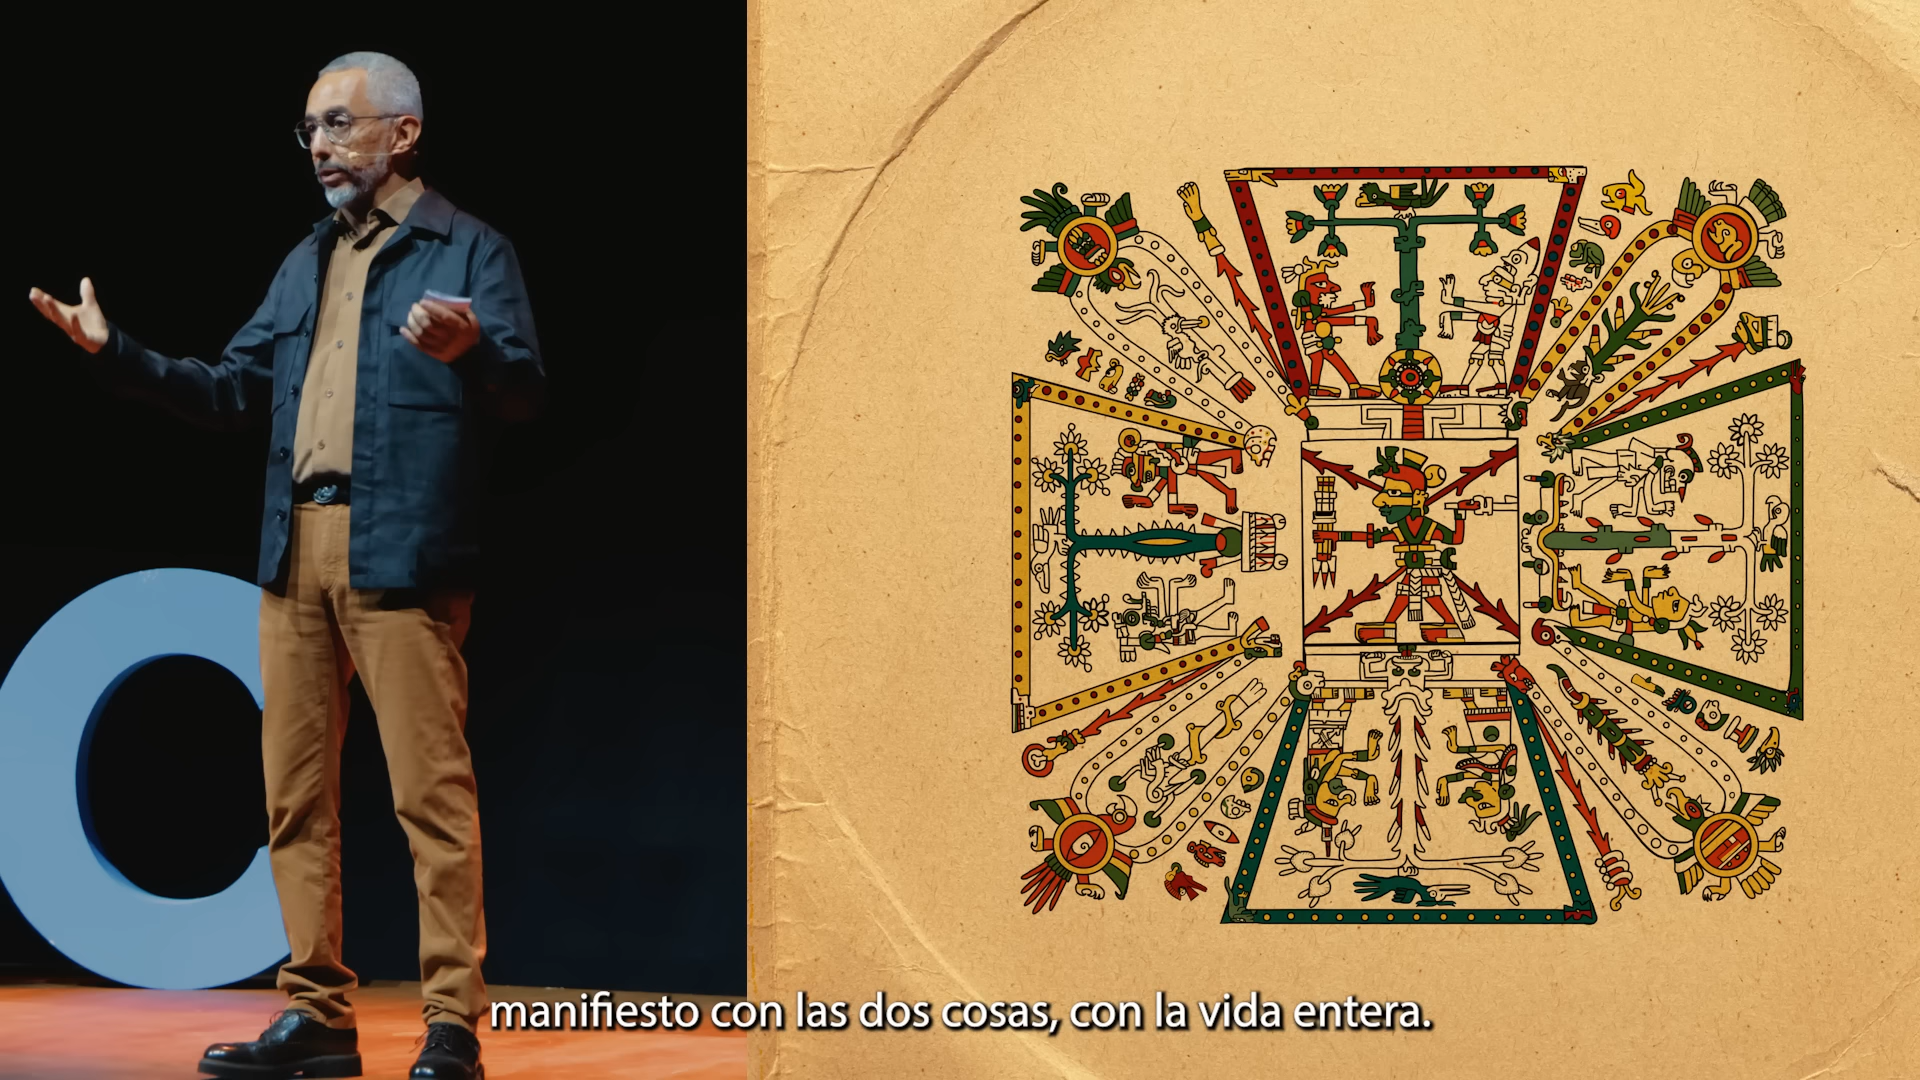 manifiesto con las dos cosas, con la vida entera.